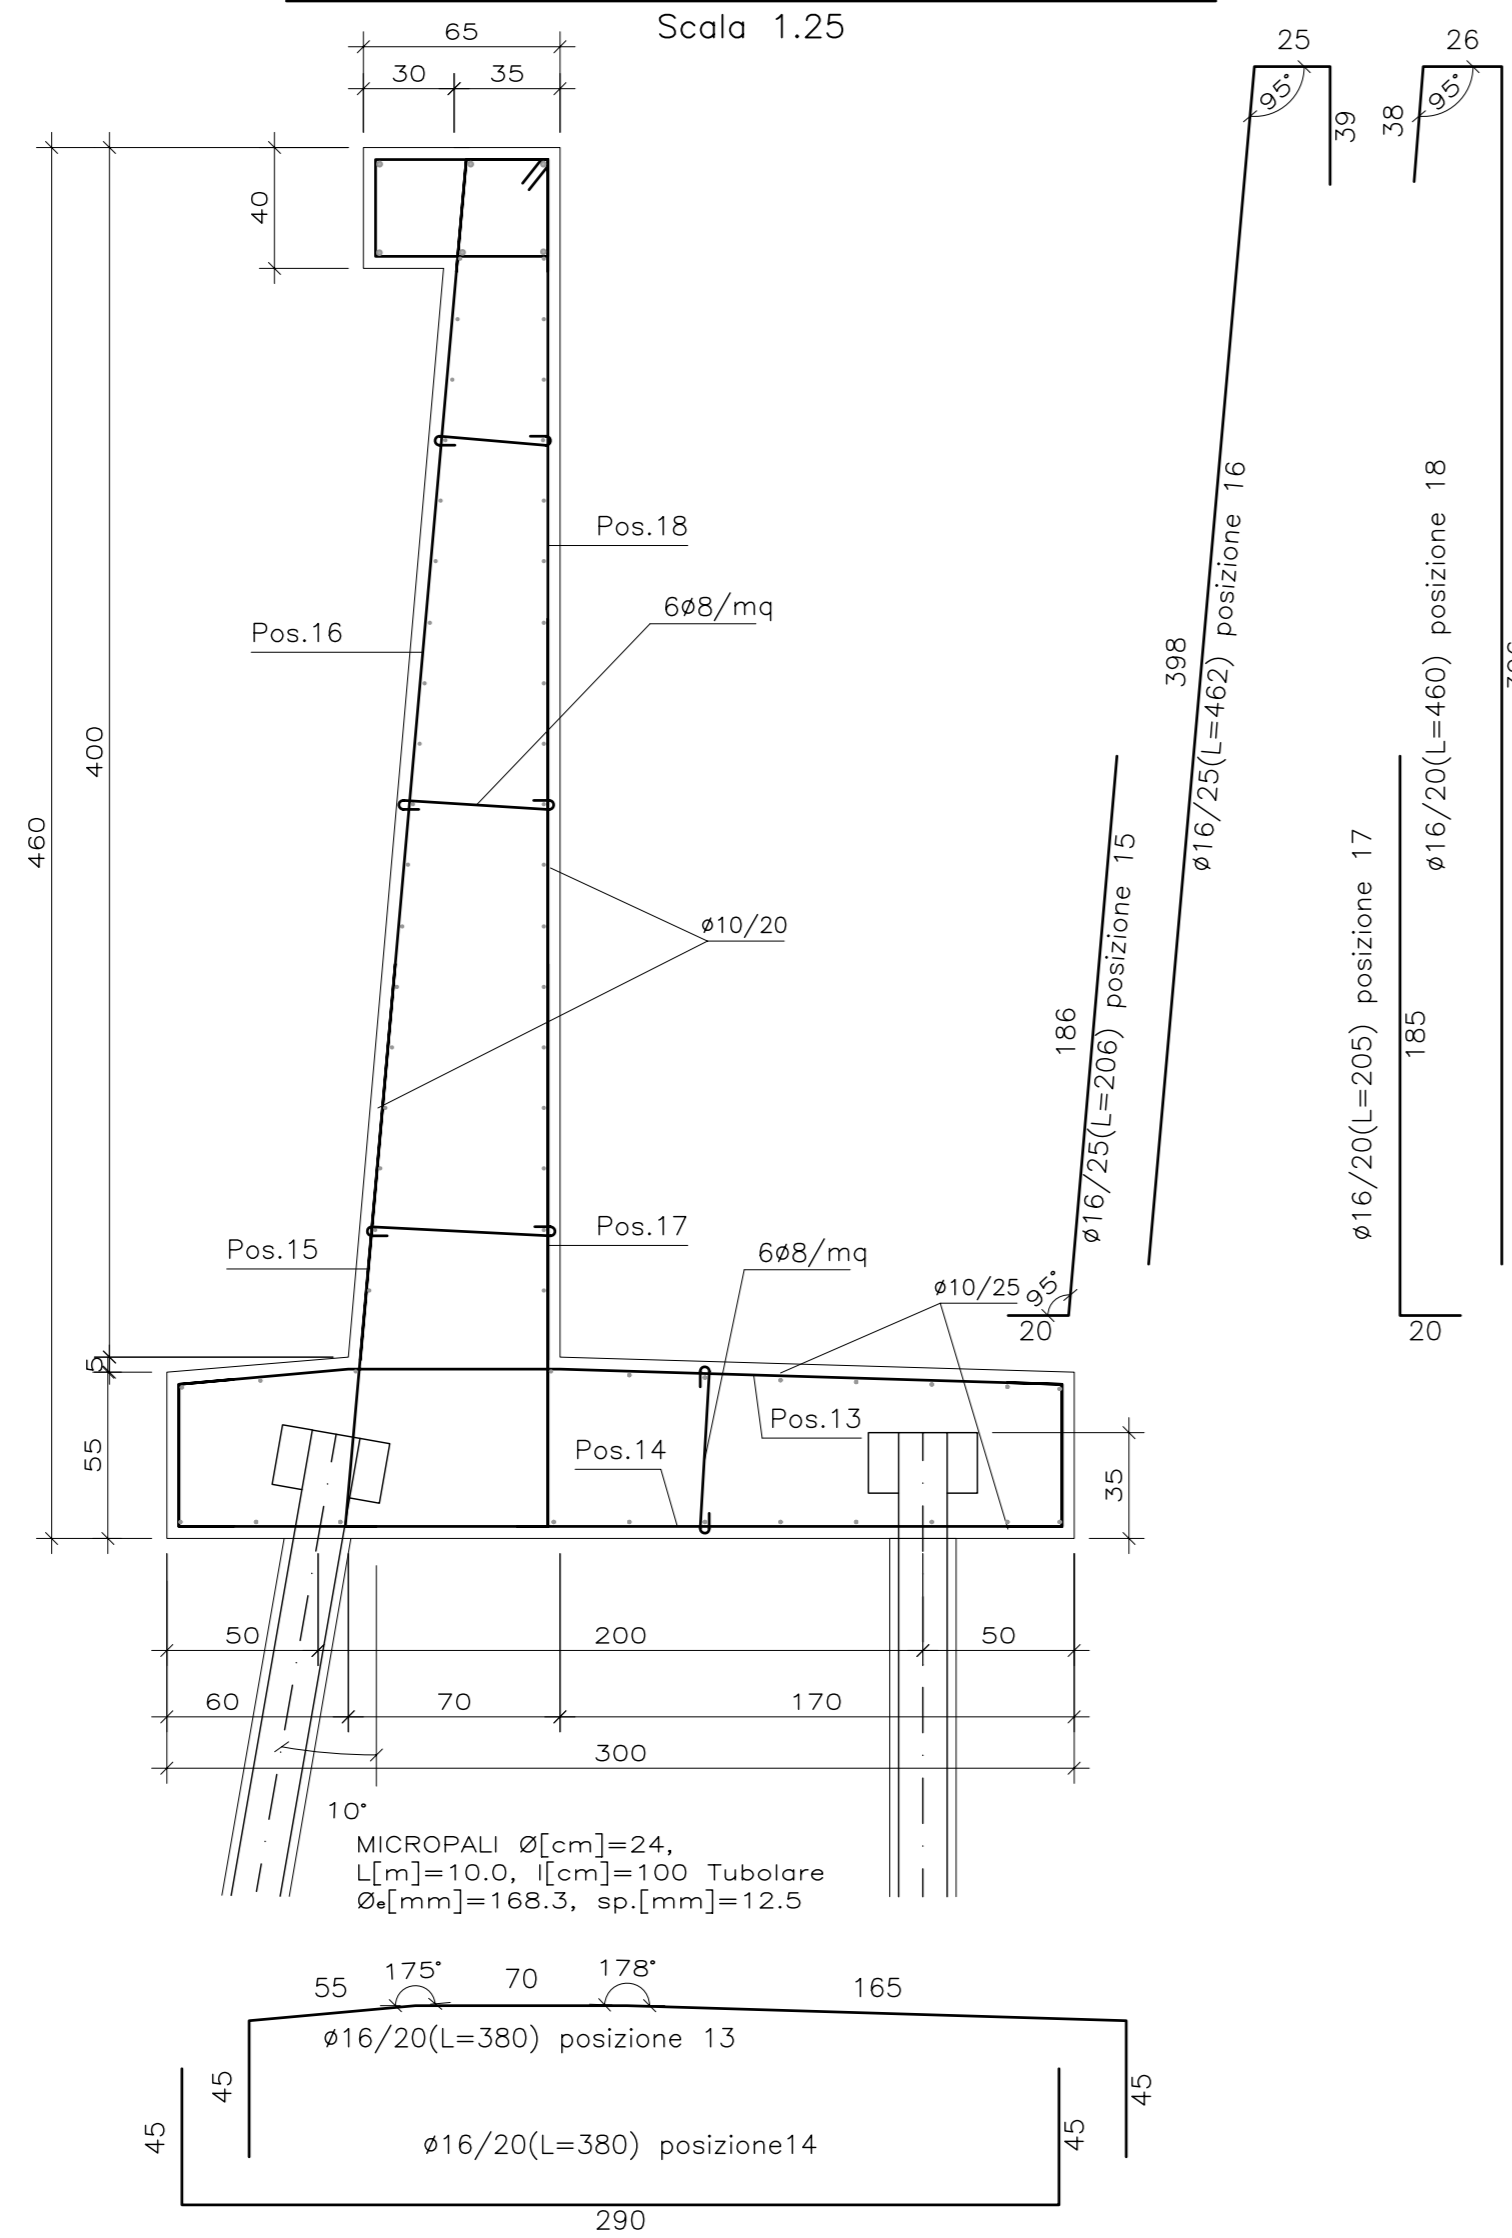 Scala 1.25
65
30 35
25
26
95°
95°
39
38
40
Pos.18
6ø8/mq
Pos.16
398
ø16/25(L=462) posizione 16
ø16/20(L=460) posizione 18
400
460
ø10/20
186
ø16/25(L=206) posizione 15
ø16/20(L=205) posizione 17
185
Pos.17
Pos.15
6ø8/mq
ø10/25
95°
20
20
5
Pos.13
Pos.14
55
35
50 200 50
60 70 170
300
10°
MICROPALI Ø[cm]=24,
L[m]=10.0, I[cm]=100 Tubolare
Øe[mm]=168.3, sp.[mm]=12.5
55 175° 70 178° 165
ø16/20(L=380) posizione 13
45
45
45
45
ø16/20(L=380) posizione14
290